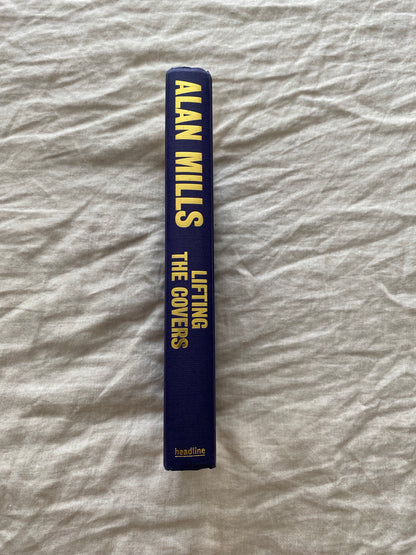 ALAN MILLS
LIFTING
THE COVERS
headline